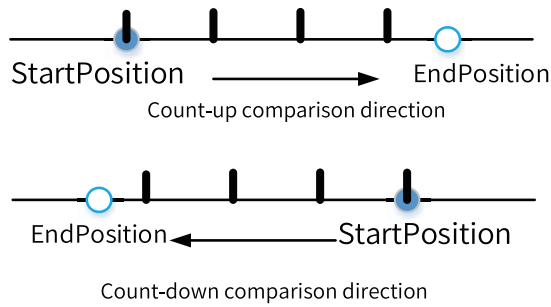 StartPosition
EndPosition
Count-up comparison direction
EndPosition
StartPosition
Count-down comparison direction